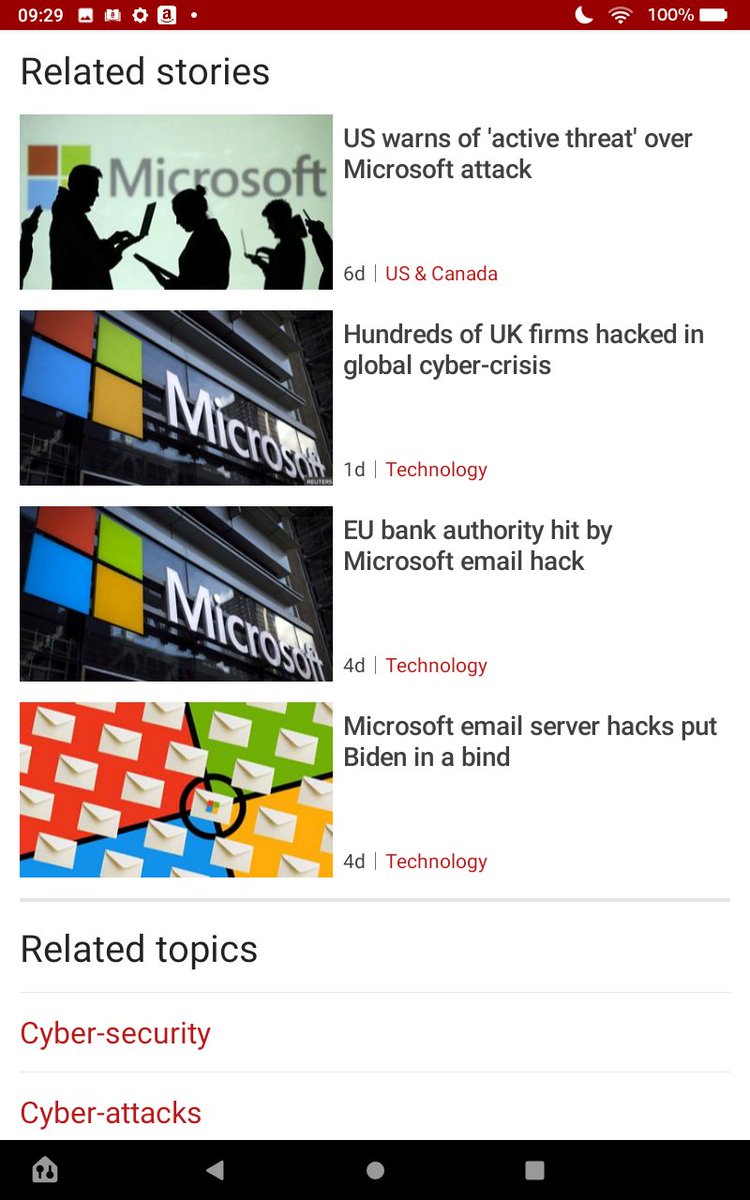 09:29
100%
Related stories
Microsoft
US warns of 'active threat' over
Microsoft attack
6d | US & Canada
Microsoft
REUTERS
Hundreds of UK firms hacked in
global cyber-crisis
1d | Technology
Microsoft
EU bank authority hit by
Microsoft email hack
4d | Technology
Microsoft email server hacks put
Biden in a bind
4d | Technology
Related topics
Cyber-security
Cyber-attacks